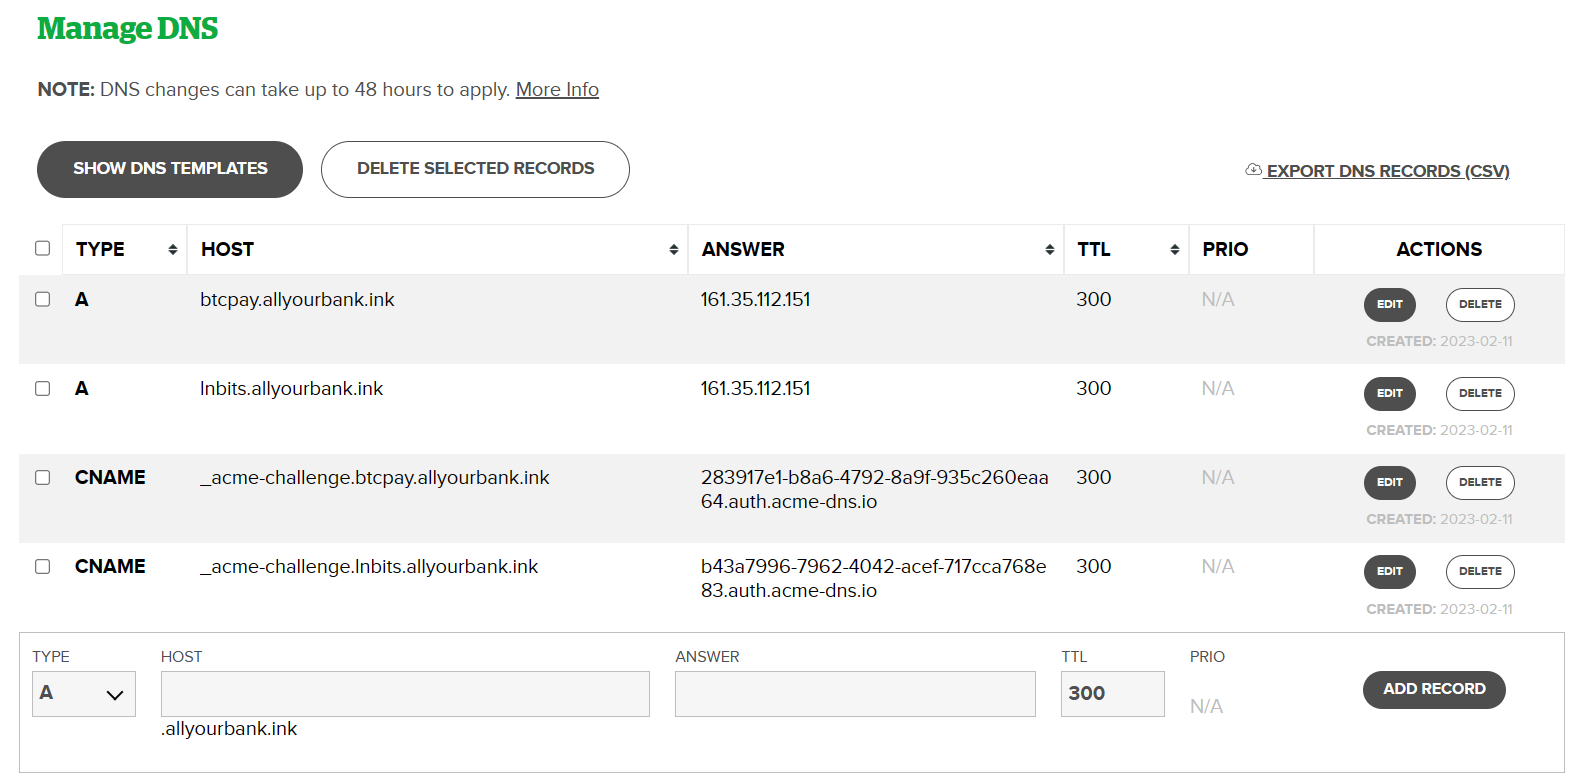 Manage DNS
NOTE: DNS changes can take up to 48 hours to apply. More Info
SHOW DNS TEMPLATES DELETE SELECTED RECORDS EXPORT DNS RECORDS (CSV)
TYPE HOST ANSWER TTL PRIO ACTIONS
A btcpay.allyourbank.ink 161.35.112.151 300 N/A EDIT DELETE
CREATED: 2023-02-11
A lnbits.allyourbank.ink 161.35.112.151 300 N/A EDIT DELETE
CREATED: 2023-02-11
CNAME _acme-challenge.btcpay.allyourbank.ink 283917e1-b8a6-4792-8a9f-935c260eaa 300 N/A EDIT DELETE
64.auth.acme-dns.io
CREATED: 2023-02-11
CNAME _acme-challenge.lnbits.allyourbank.ink b43a7996-7962-4042-acef-717cca768e 300 N/A EDIT DELETE
83.auth.acme-dns.io
CREATED: 2023-02-11
TYPE HOST ANSWER TTL PRIO
A 300 N/A ADD RECORD
.allyourbank.ink